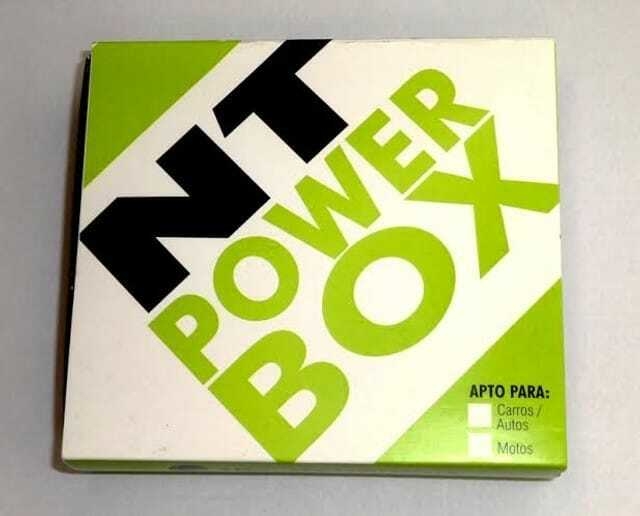 NT
POWER
BOX
APTO PARA:
Carros /
Autos
Motos